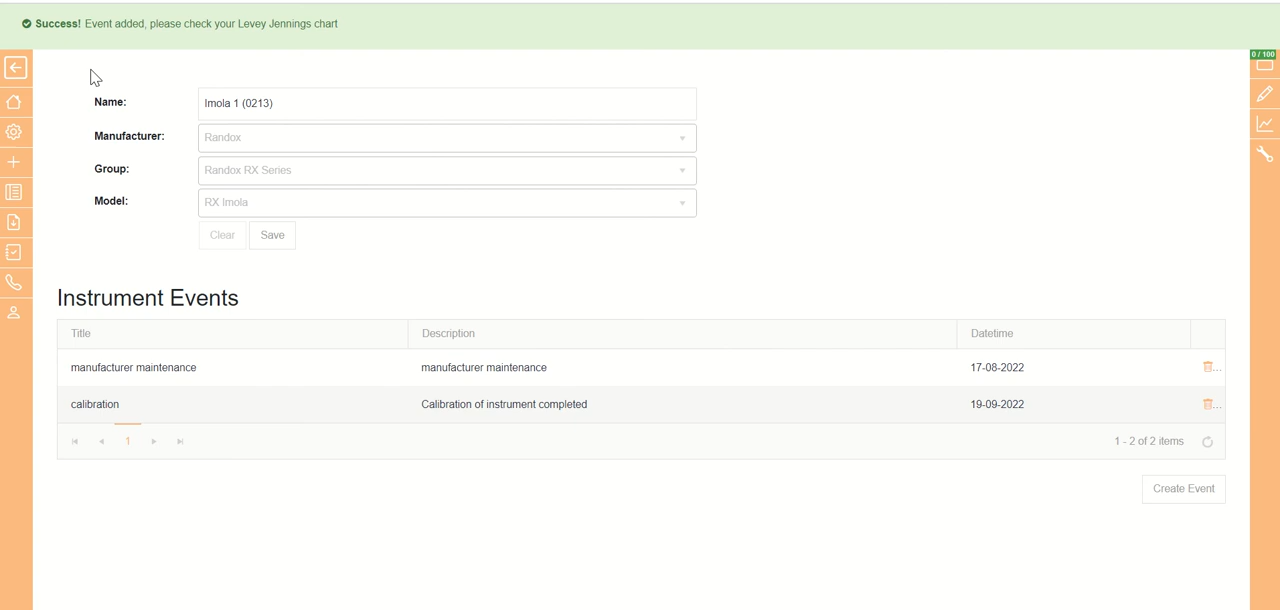 Success! Event added, please check your Levey Jennings chart
0 / 100
Name: Imola 1 (0213)
Manufacturer: Randox
Group: Randox RX Series
Model: RX Imola
Clear Save
Instrument Events
Title Description Datetime
manufacturer maintenance manufacturer maintenance 17-08-2022 ...
calibration Calibration of instrument completed 19-09-2022 ...
1 1 - 2 of 2 items
Create Event